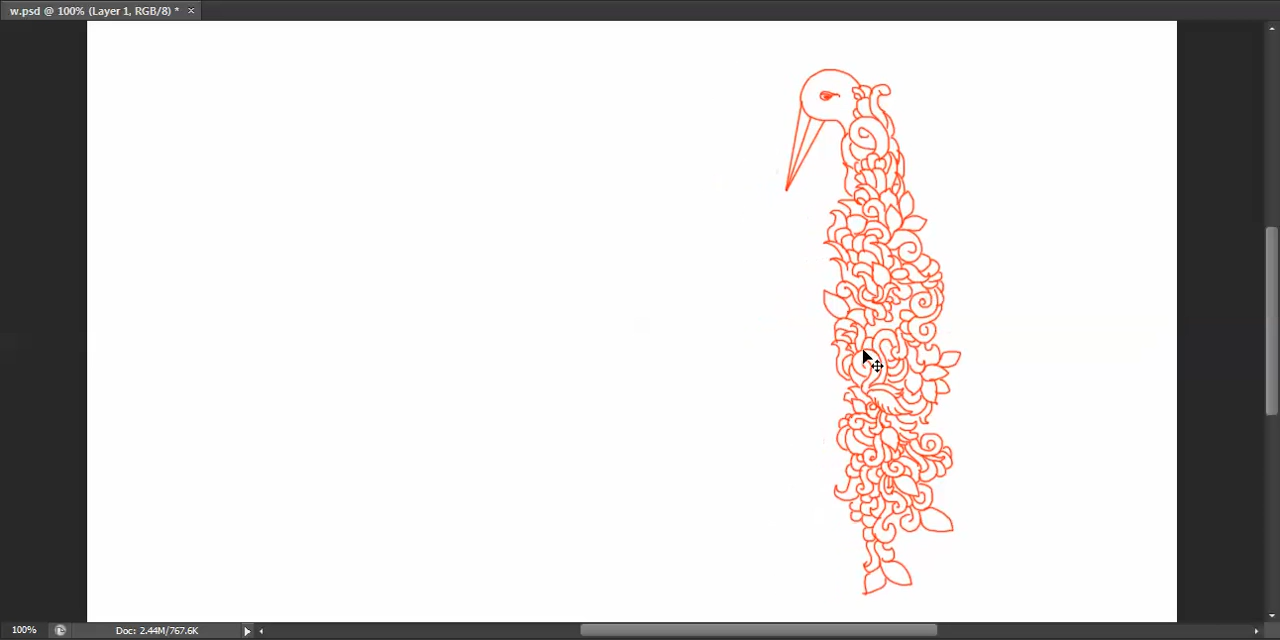 w.psd @ 100% (Layer 1, RGB/8) * ×
100% Doc: 2.44M/767.6K